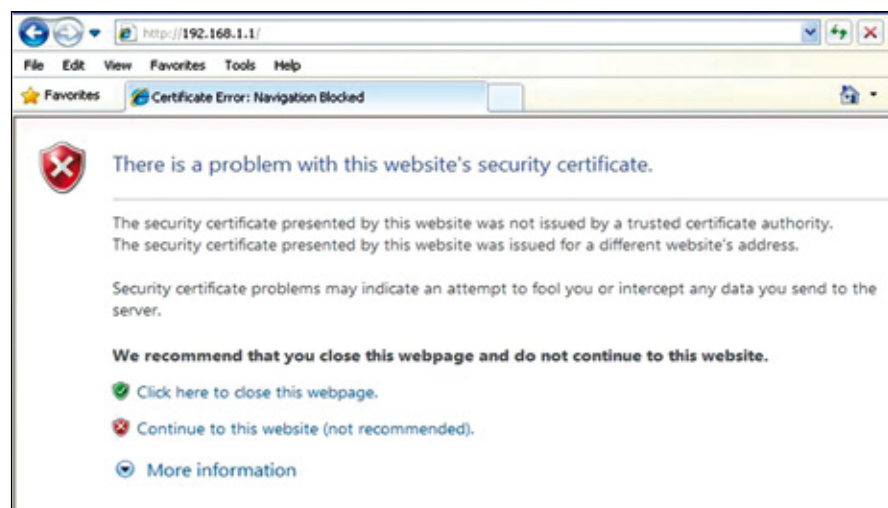 http://192.168.1.1/
File Edit View Favorites Tools Help
Favorites Certificate Error: Navigation Blocked
There is a problem with this website's security certificate.
The security certificate presented by this website was not issued by a trusted certificate authority.
The security certificate presented by this website was issued for a different website's address.
Security certificate problems may indicate an attempt to fool you or intercept any data you send to the
server.
We recommend that you close this webpage and do not continue to this website.
Click here to close this webpage.
Continue to this website (not recommended).
More information